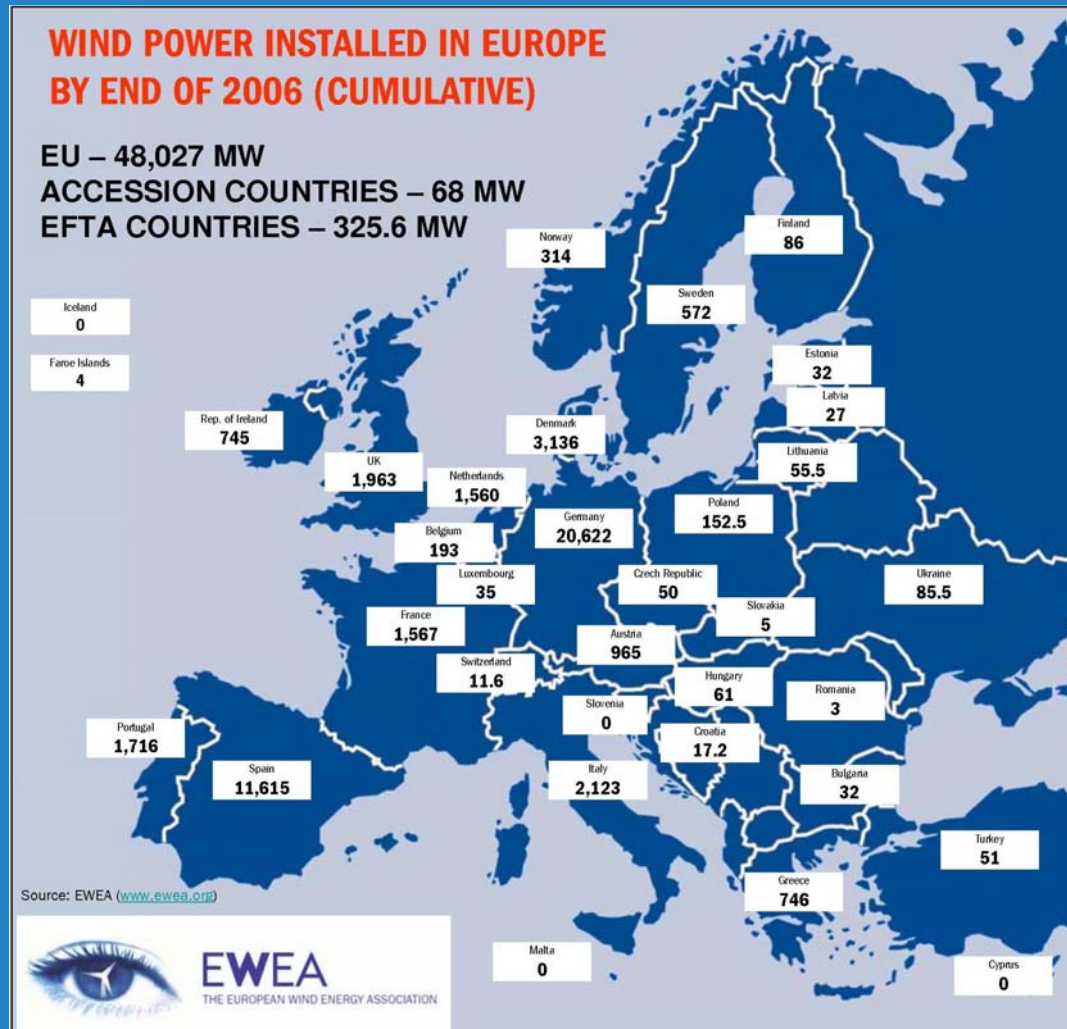 WIND POWER INSTALLED IN EUROPE
BY END OF 2006 (CUMULATIVE)
EU – 48,027 MW
ACCESSION COUNTRIES – 68 MW
EFTA COUNTRIES – 325.6 MW
Finland
86
Norway
314
Sweden
572
Iceland
0
Faroe Islands
4
Estonia
32
Latvia
27
Rep. of Ireland
745
Denmark
3,136
Lithuania
55.5
UK
1,963
Netherlands
1,560
Poland
152.5
Germany
20,622
Belgium
193
Luxembourg
35
Czech Republic
50
Ukraine
85.5
Slovakia
5
France
1,567
Austria
965
Switzerland
11.6
Hungary
61
Romania
3
Slovenia
0
Portugal
1,716
Croatia
17.2
Spain
11,615
Italy
2,123
Bulgaria
32
Turkey
51
Greece
746
Source: EWEA (www.ewea.org)
Malta
0
Cyprus
0
EWEA
THE EUROPEAN WIND ENERGY ASSOCIATION